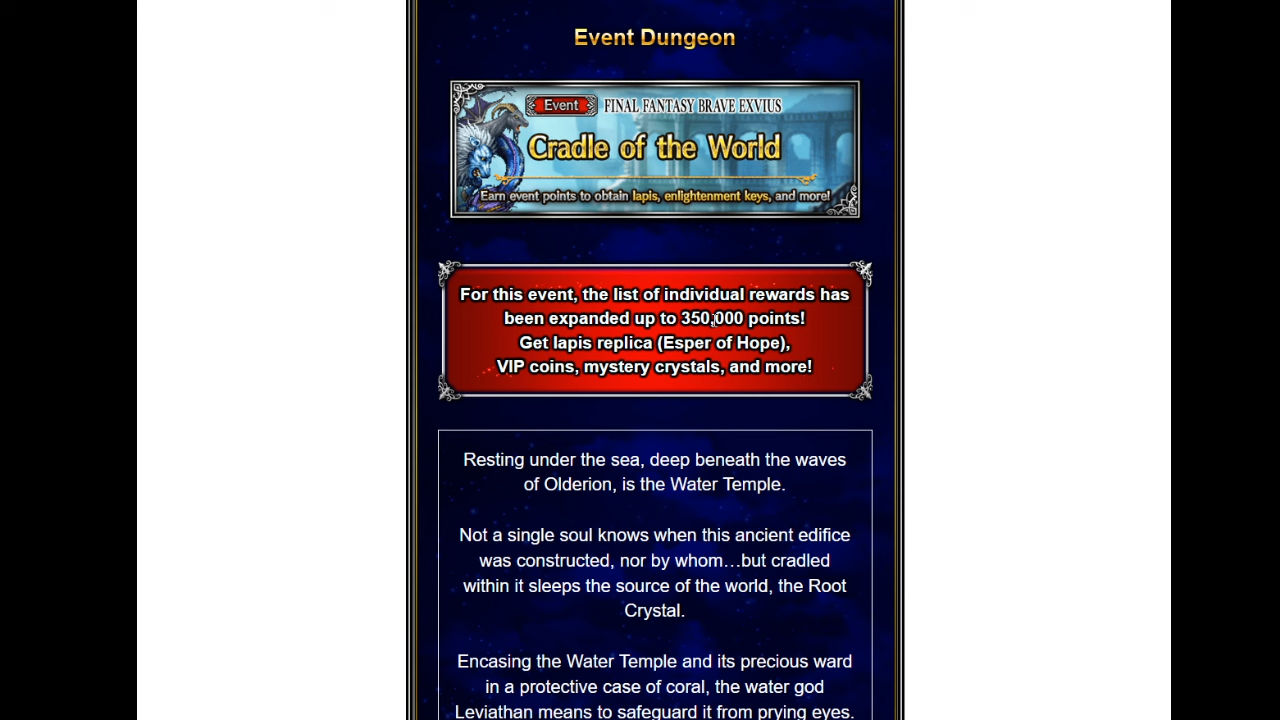 Event Dungeon
Event FINAL FANTASY BRAVE EXVIUS
Cradle of the World
Earn event points to obtain lapis, enlightenment keys, and more!
For this event, the list of individual rewards has
been expanded up to 350,000 points!
Get lapis replica (Esper of Hope),
VIP coins, mystery crystals, and more!
Resting under the sea, deep beneath the waves
of Olderion, is the Water Temple.
Not a single soul knows when this ancient edifice
was constructed, nor by whom…but cradled
within it sleeps the source of the world, the Root
Crystal.
Encasing the Water Temple and its precious ward
in a protective case of coral, the water god
Leviathan means to safeguard it from prying eyes.